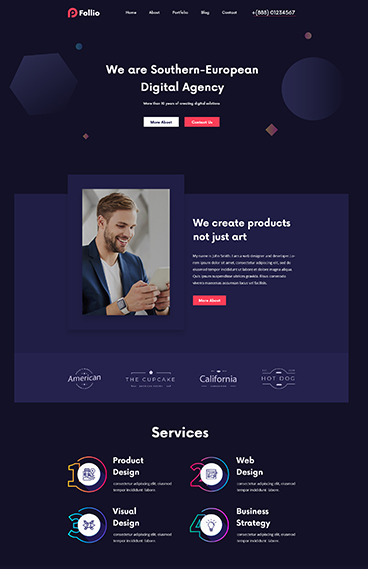 Follio
Home About Portfolio Blog Contact +(888) 01234567
We are Southern-European
Digital Agency
More than 10 years of creating digital solutions
More About Contact Us
We create products
not just art
My name is John Smith. I am a web designer and developer. Lo-
rem ipsum dolor sit amet, consectetur adipiscing elit, sed do
eiusmod tempor incididunt ut labore et dolore magna aliqua.
Quis ipsum suspendisse ultrices gravida. Risus commodo
viverra maecenas accumsan lacus vel facilisis.
More About
American
THE CUPCAKE
California
HOT DOG
Services
1
Product
Design
consectetur adipiscing elit, eiusmod
tempor incididunt labore.
2
Web
Design
consectetur adipiscing elit, eiusmod
tempor incididunt labore.
3
Visual
Design
consectetur adipiscing elit, eiusmod
tempor incididunt labore.
4
Business
Strategy
consectetur adipiscing elit, eiusmod
tempor incididunt labore.